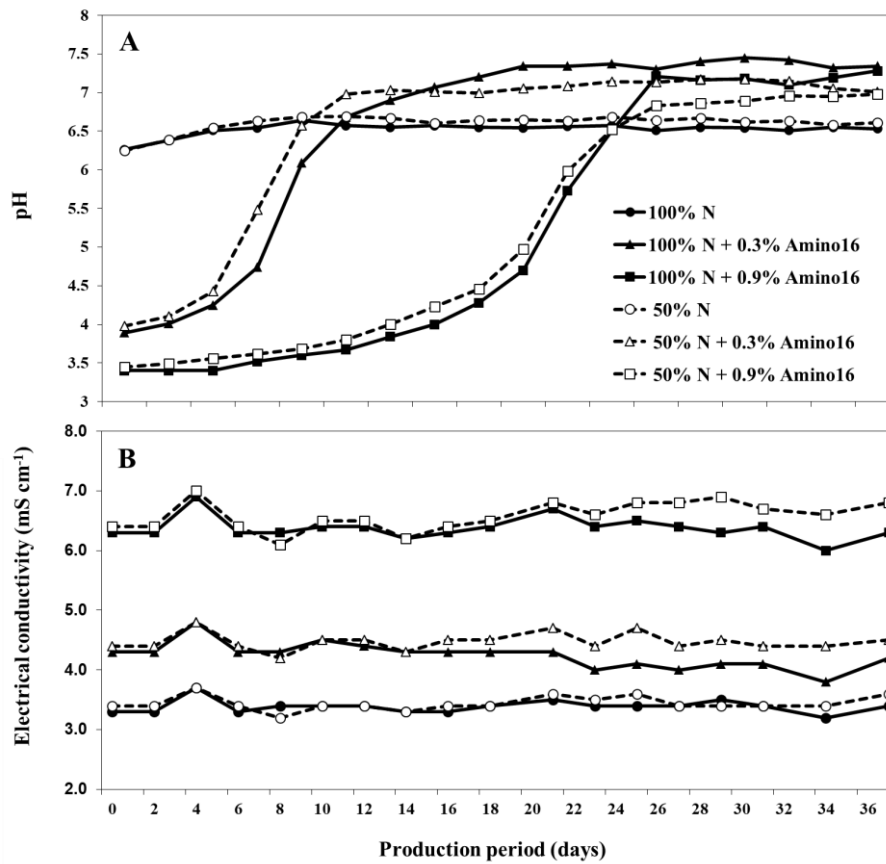 A
8
7.5
7
6.5
6
5.5
5
4.5
4
3.5
3
pH
100% N
100% N + 0.3% Amino16
100% N + 0.9% Amino16
50% N
50% N + 0.3% Amino16
50% N + 0.9% Amino16
B
8.0
7.0
6.0
5.0
4.0
3.0
2.0
Electrical conductivity (mS cm⁻¹)
0 2 4 6 8 10 12 14 16 18 20 22 24 26 28 30 32 34 36
Production period (days)